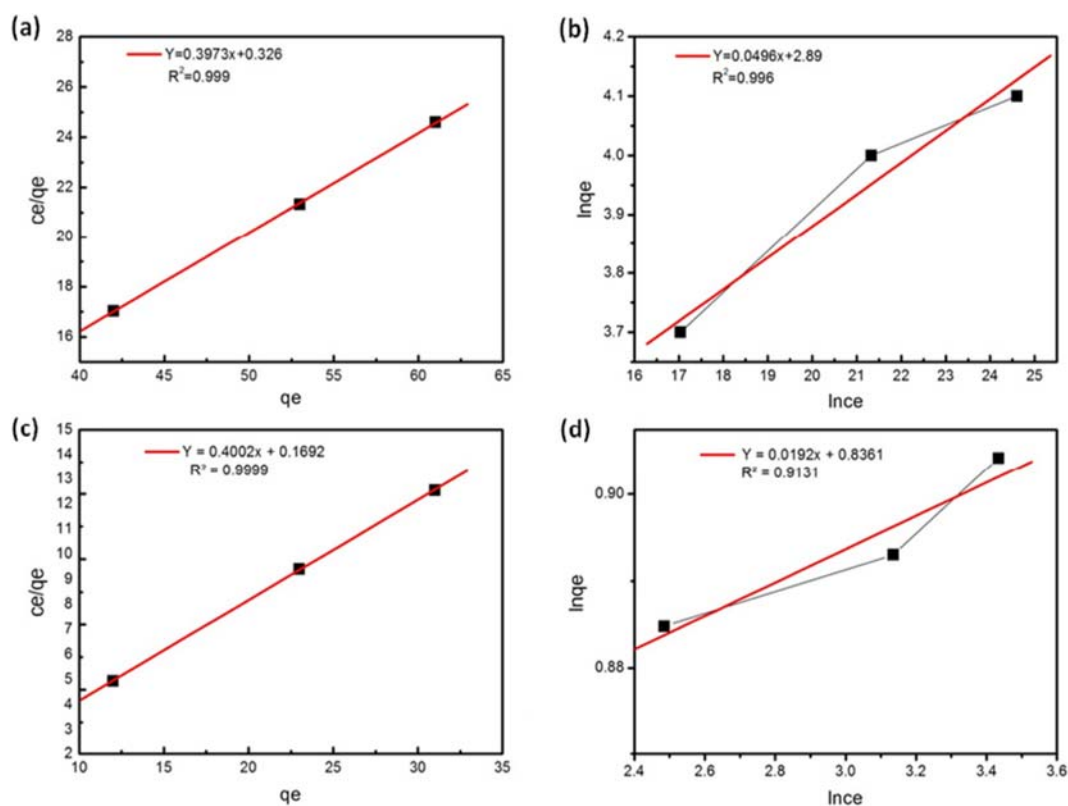 (a)
28
26
24
22
20
18
16
ce/qe
Y=0.3973x+0.326
R²=0.999
40 45 50 55 60 65
qe
(b)
4.2
4.1
4.0
3.9
3.8
3.7
lnqe
Y=0.0496x+2.89
R²=0.996
16 17 18 19 20 21 22 23 24 25
lnce
(c)
15
14
13
12
11
10
9
8
7
6
5
4
3
2
ce/qe
Y = 0.4002x + 0.1692
R² = 0.9999
10 15 20 25 30 35
qe
(d)
0.90
0.88
lnqe
Y = 0.0192x + 0.8361
R² = 0.9131
2.4 2.6 2.8 3.0 3.2 3.4 3.6
lnce